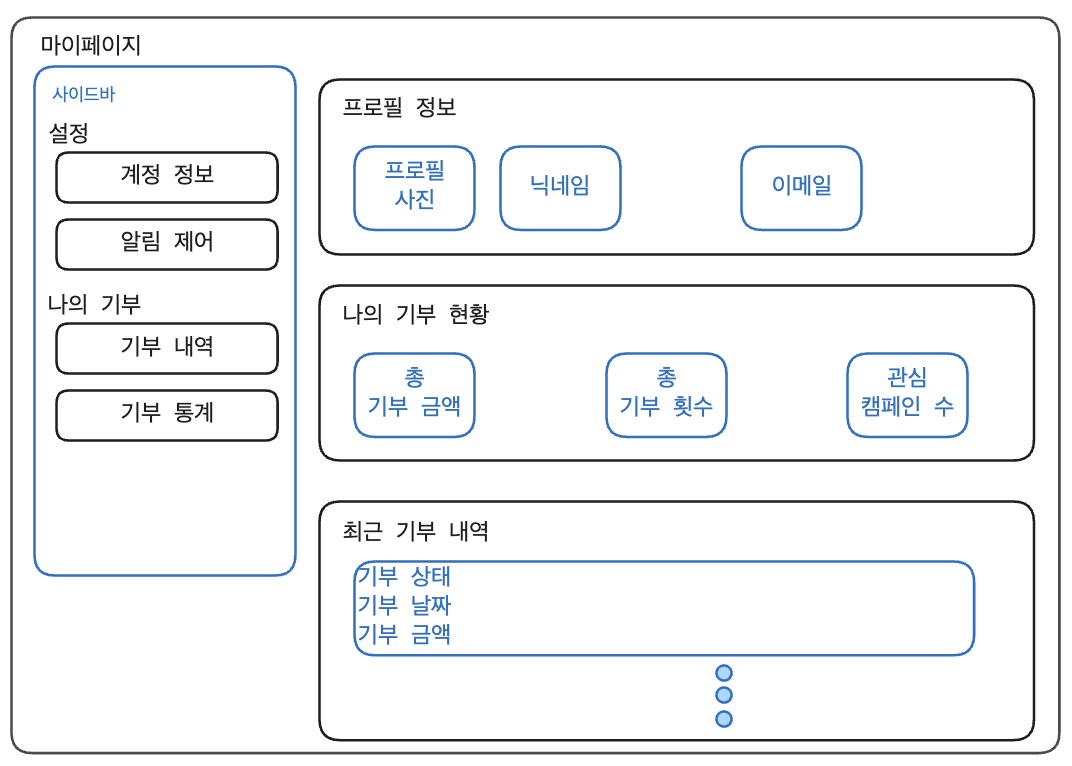 마이페이지
사이드바
설정
계정 정보
알림 제어
나의 기부
기부 내역
기부 통계
프로필 정보
프로필
사진
닉네임
이메일
나의 기부 현황
총
기부 금액
총
기부 횟수
관심
캠페인 수
최근 기부 내역
기부 상태
기부 날짜
기부 금액